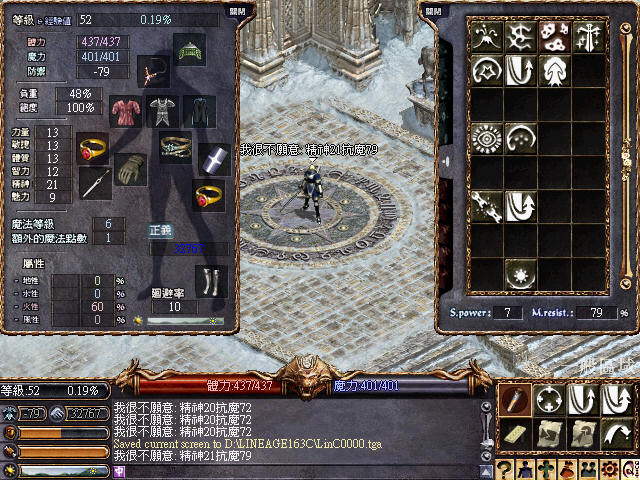 關閉
關閉
等級 & 經驗値 52 0.19%
體力 437/437
魔力 401/401
防禦 -79
負重 48%
飽度 100%
力量 13
敏捷 13
體質 13
智力 12
精神 21
魅力 9
魔法等級 6
額外的魔法點數 1
正義
32767
屬性
- 地性 0 %
- 水性 0 %
- 火性 60 %
- 風性 0 %
迴避率
10
我很不願意: 精神21抗魔79
S.power: 7 M.resist.: 79 %
等級:52 0.19%
體力:437/437
魔力:401/401
-79 32767
我很不願意: 精神20抗魔72
我很不願意: 精神20抗魔72
我很不願意: 精神20抗魔72
Saved current screen to D:\LINEAGE163C\LinC0000.tga
我很不願意: 精神21抗魔79
中